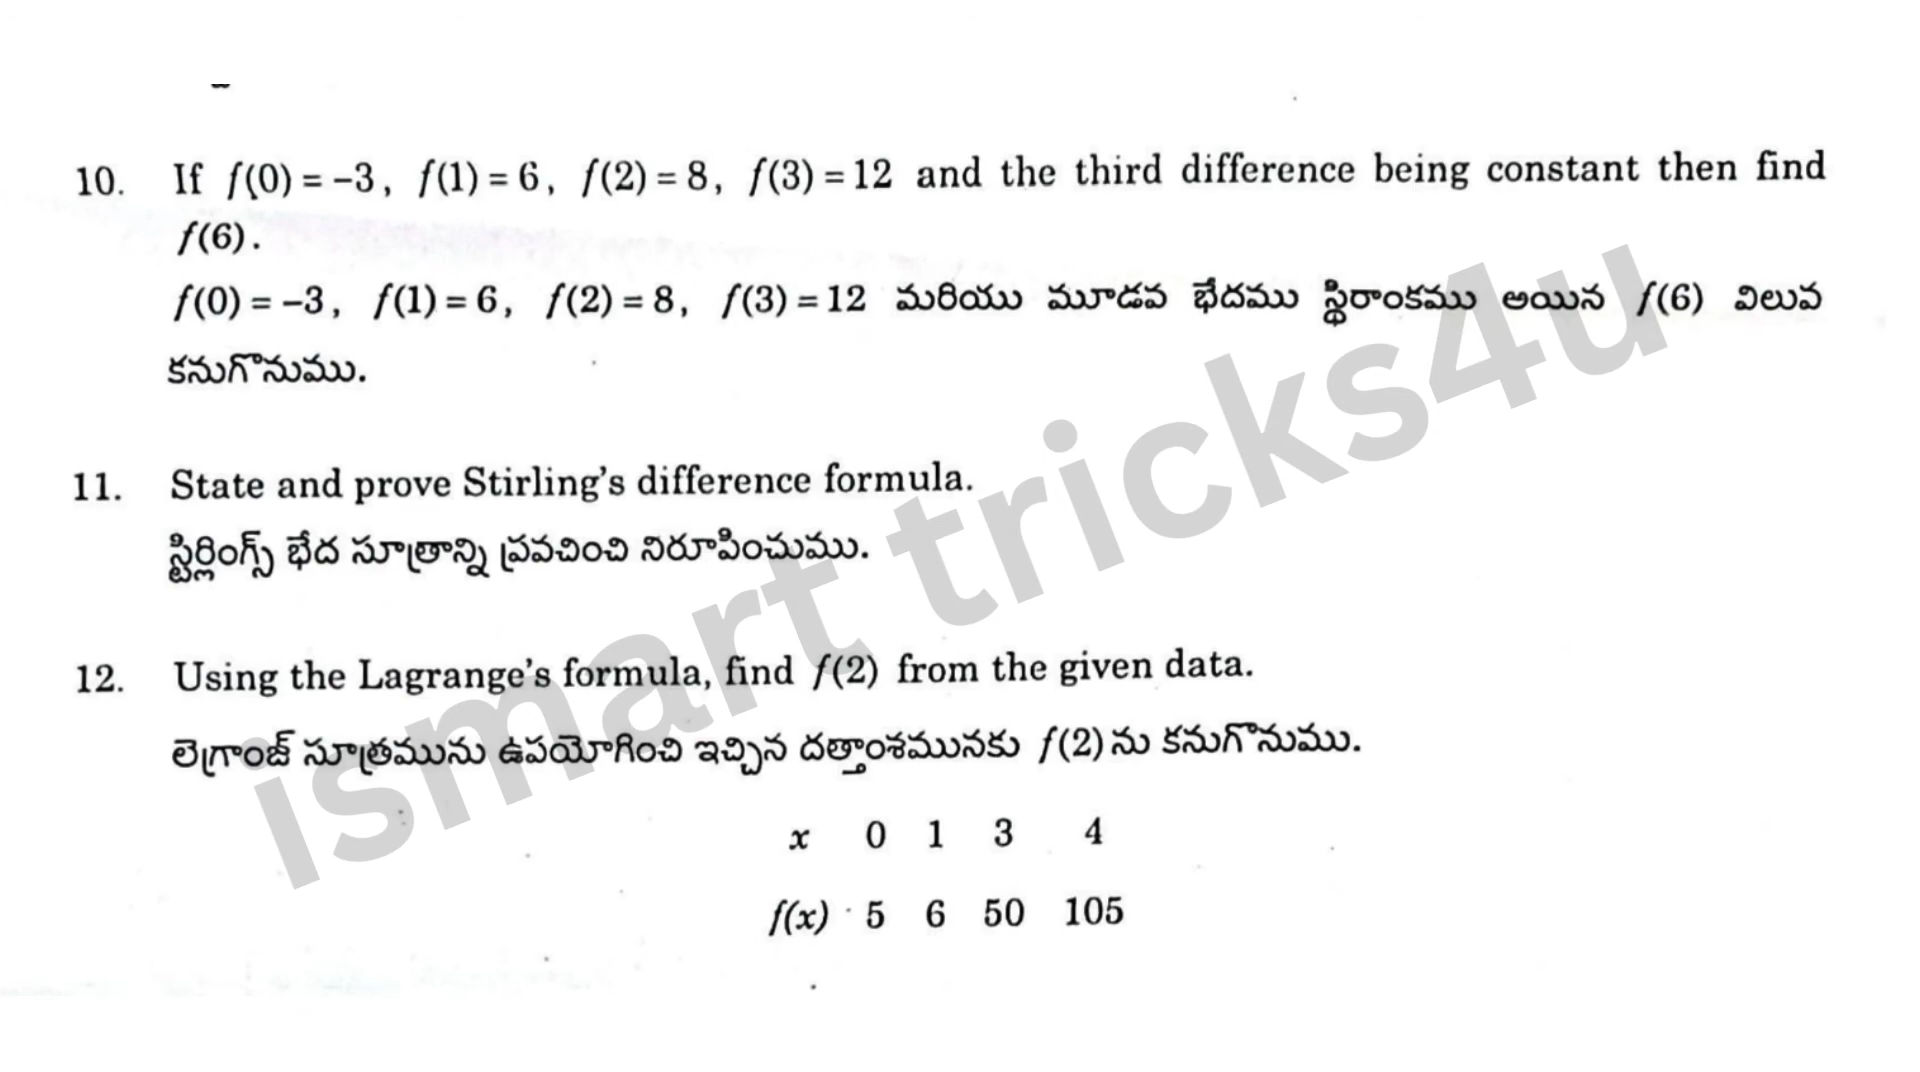 10. If f(0) = –3, f(1) = 6, f(2) = 8, f(3) = 12 and the third difference being constant then find
f(6).
f(0) = –3, f(1) = 6, f(2) = 8, f(3) = 12 మరియు మూడవ భేదము స్థిరాంకము అయిన f(6) విలువ
కనుగొనుము.
11. State and prove Stirling's difference formula.
స్టిర్లింగ్స్ భేద సూత్రాన్ని ప్రవచించి నిరూపించుము.
12. Using the Lagrange's formula, find f(2) from the given data.
లెగ్రాంజ్ సూత్రమును ఉపయోగించి ఇచ్చిన దత్తాంశమునకు f(2) ను కనుగొనుము.
x 0 1 3 4
f(x) 5 6 50 105
ismart tricks4u